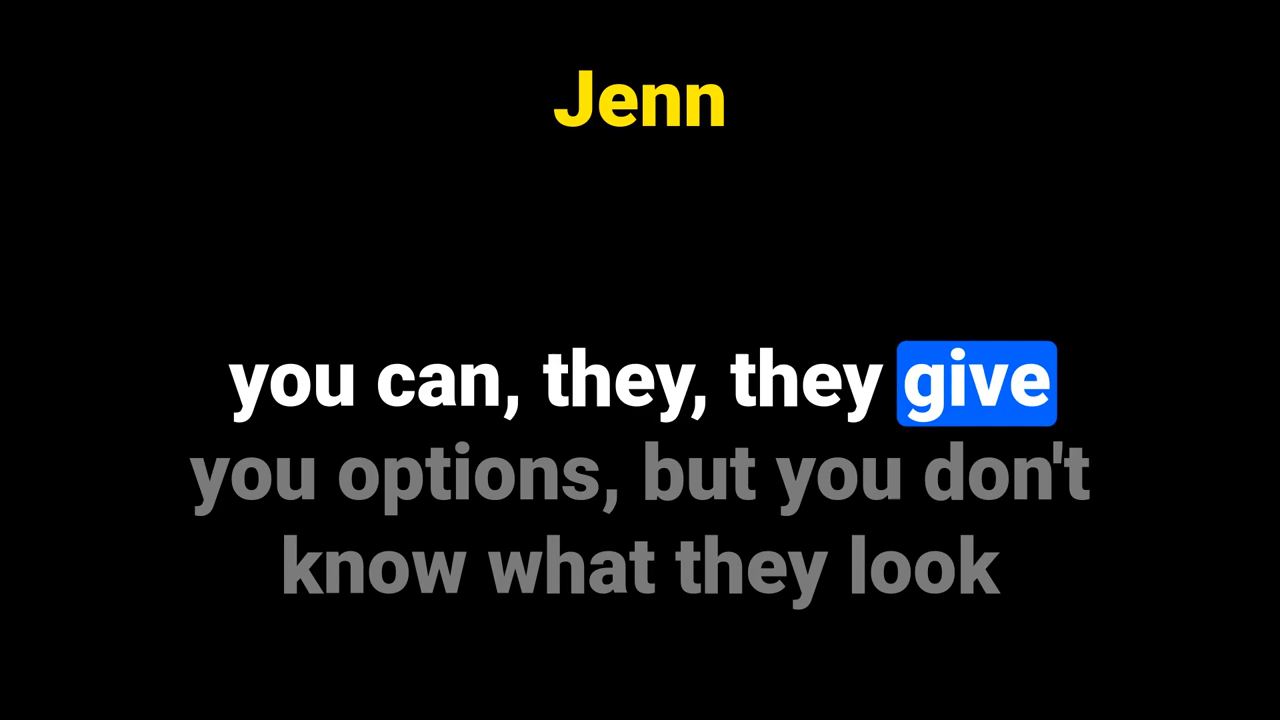 Jenn
you can, they, they give
you options, but you don't
know what they look